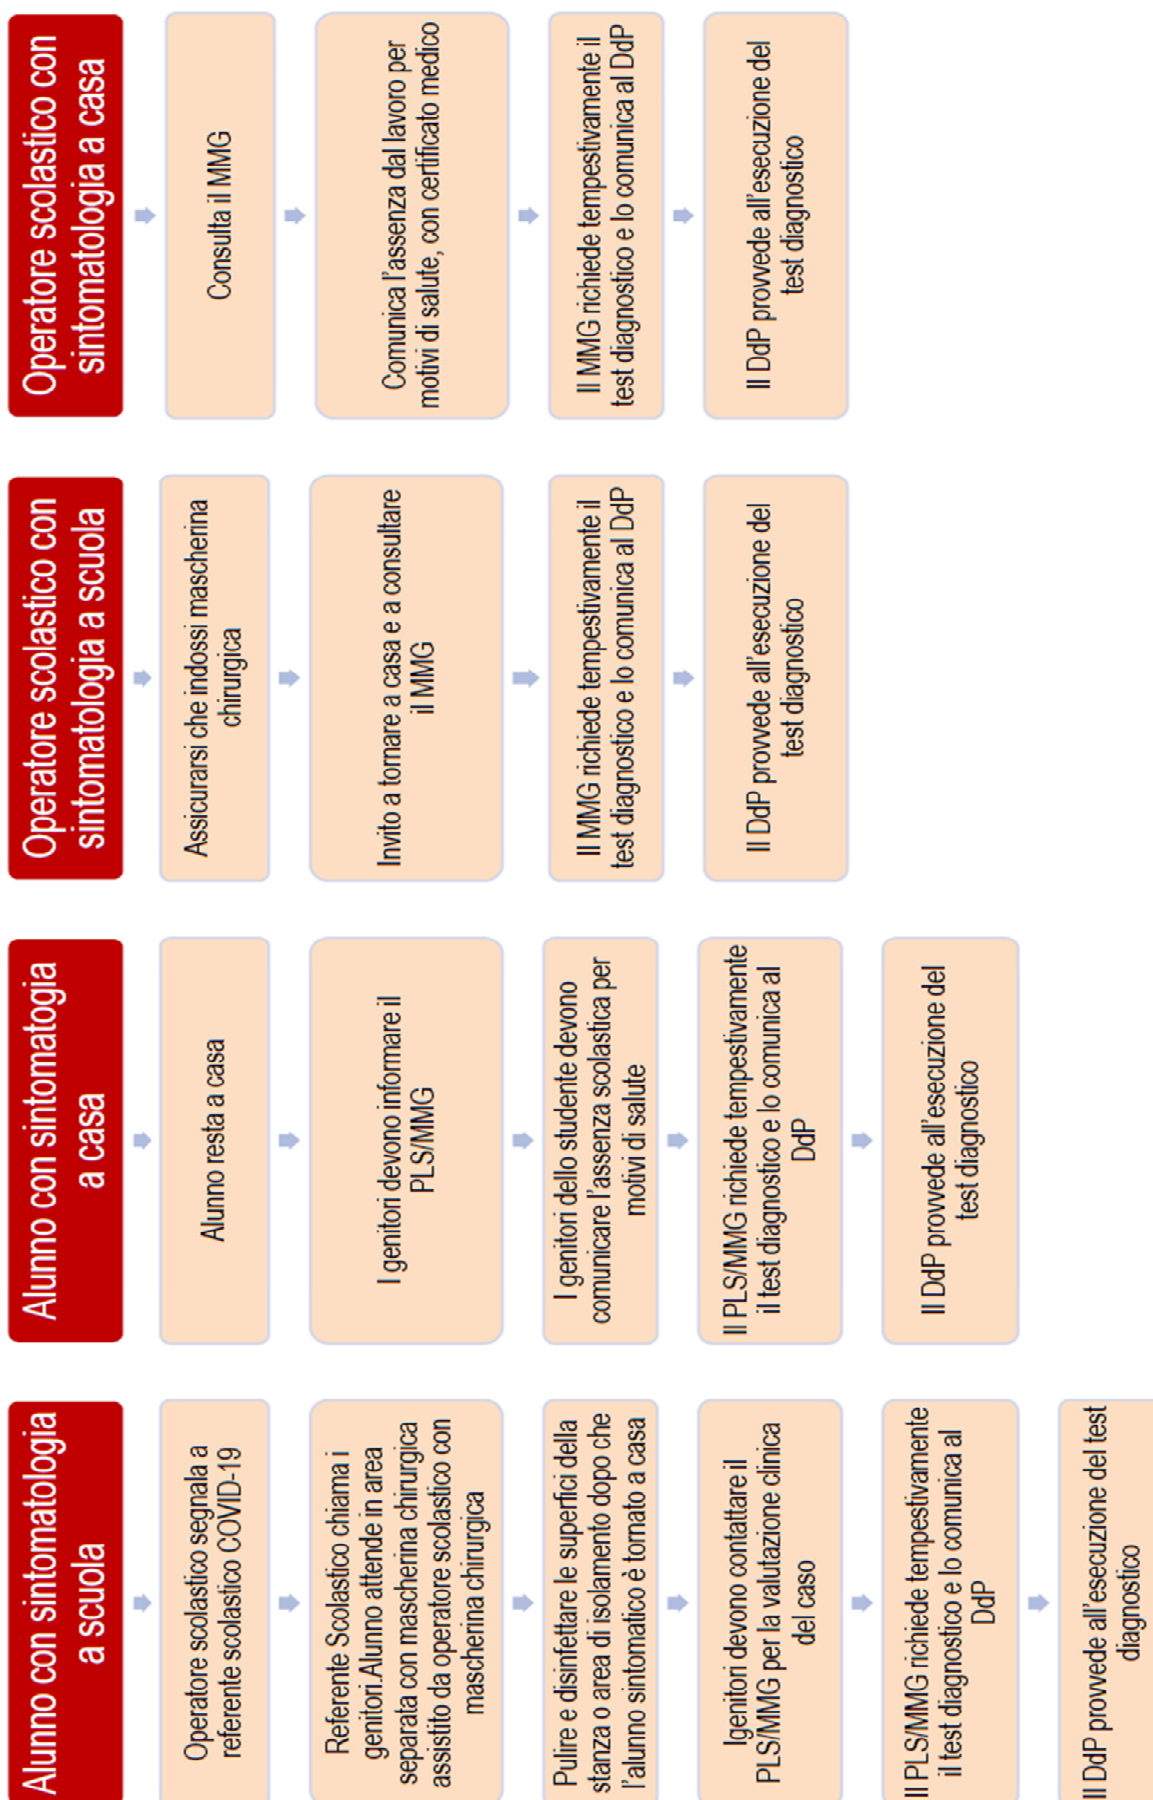 Alunno con sintomatologia
a scuola
Operatore scolastico segnala a
referente scolastico COVID-19
Referente Scolastico chiama i
genitori.Alunno attende in area
separata con mascherina chirurgica
assistito da operatore scolastico con
mascherina chirurgica
Pulire e disinfettare le superfici della
stanza o area di isolamento dopo che
l'alunno sintomatico è tornato a casa
Igenitori devono contattare il
PLS/MMG per la valutazione clinica
del caso
Il PLS/MMG richiede tempestivamente
il test diagnostico e lo comunica al
DdP
Il DdP provvede all'esecuzione del test
diagnostico
Alunno con sintomatogia
a casa
Alunno resta a casa
I genitori devono informare il
PLS/MMG
I genitori dello studente devono
comunicare l'assenza scolastica per
motivi di salute
Il PLS/MMG richiede tempestivamente
il test diagnostico e lo comunica al
DdP
Il DdP provvede all'esecuzione del
test diagnostico
Operatore scolastico con
sintomatologia a scuola
Assicurarsi che indossi mascherina
chirurgica
Invito a tornare a casa e a consultare
il MMG
Il MMG richiede tempestivamente il
test diagnostico e lo comunica al DdP
Il DdP provvede all'esecuzione del
test diagnostico
Operatore scolastico con
sintomatologia a casa
Consulta il MMG
Comunica l'assenza dal lavoro per
motivi di salute, con certificato medico
Il MMG richiede tempestivamente il
test diagnostico e lo comunica al DdP
Il DdP provvede all'esecuzione del
test diagnostico